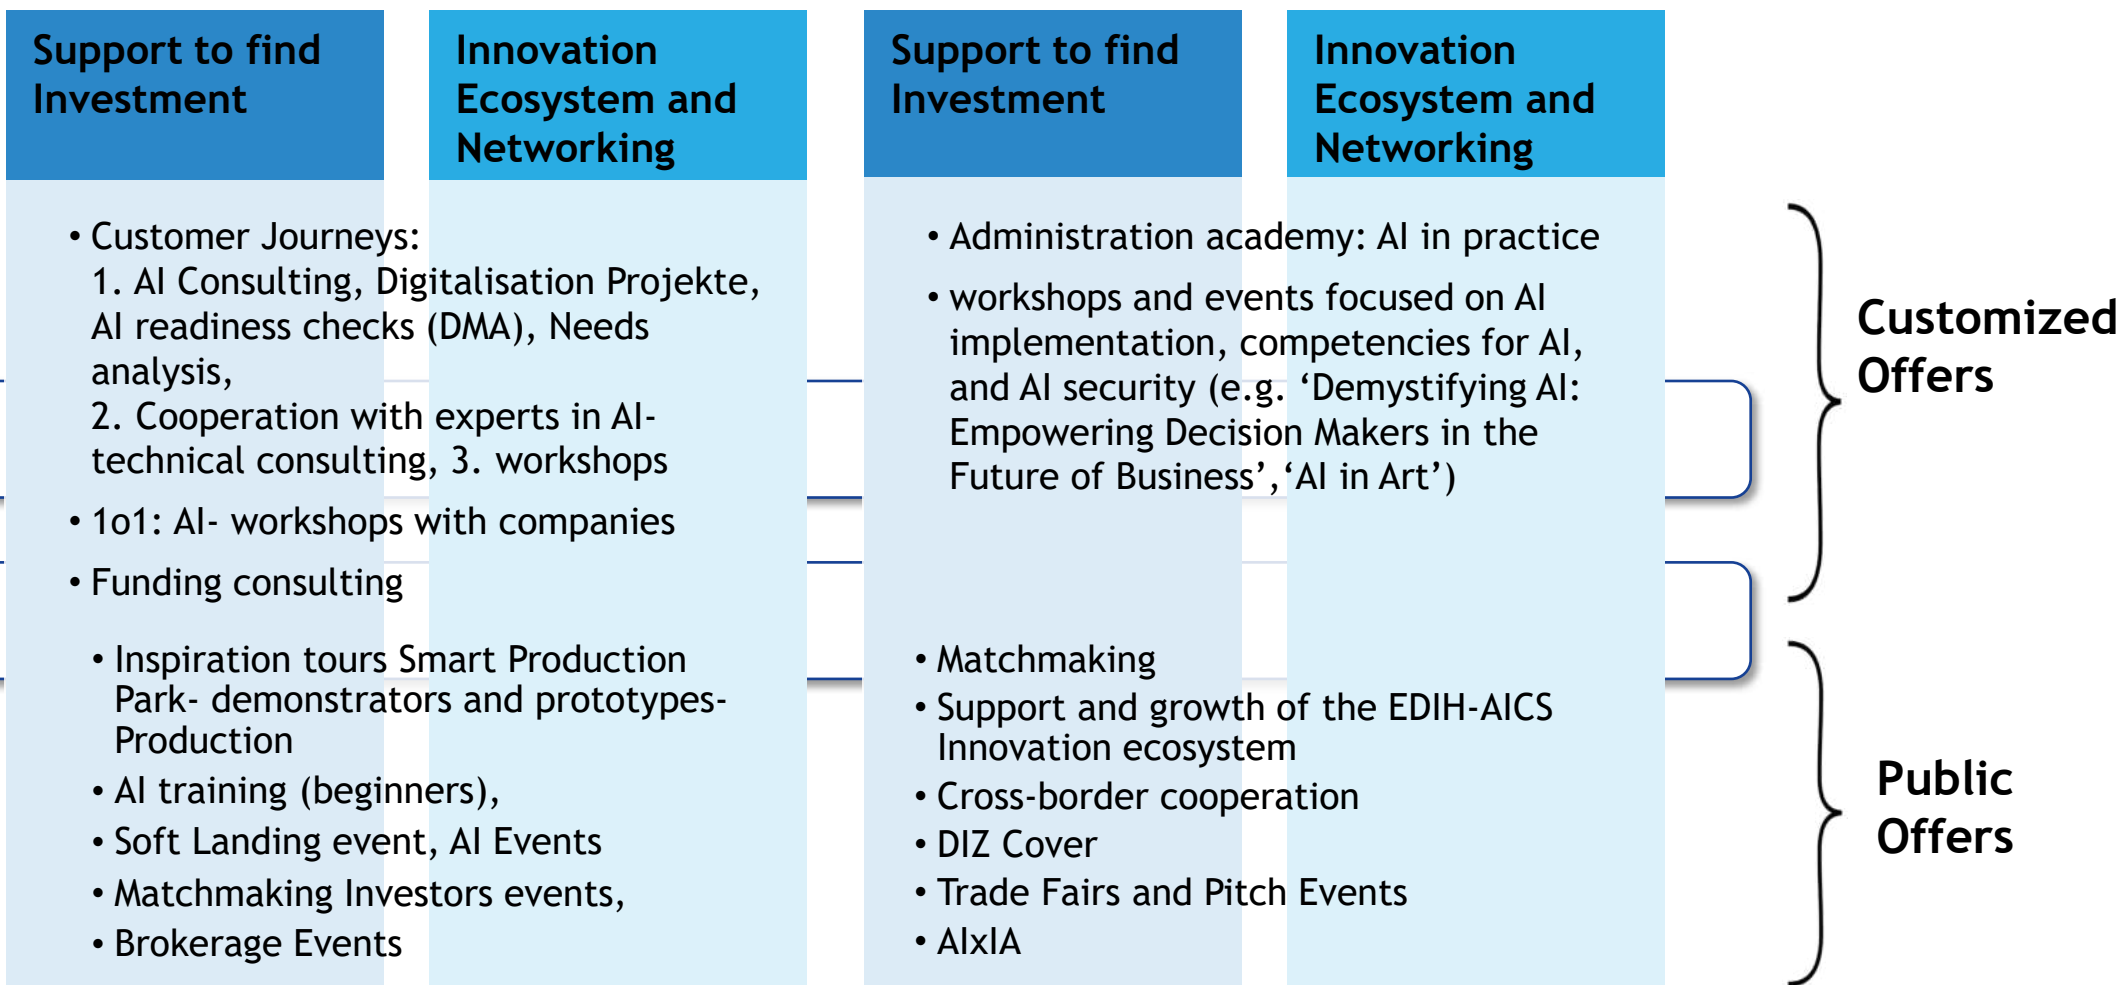 Support to find
Investment
Innovation
Ecosystem and
Networking
Support to find
Investment
Innovation
Ecosystem and
Networking
• Customer Journeys:
1. AI Consulting, Digitalisation Projekte,
AI readiness checks (DMA), Needs
analysis,
2. Cooperation with experts in AI-
technical consulting, 3. workshops
• 1o1: AI- workshops with companies
• Funding consulting
• Inspiration tours Smart Production
Park- demonstrators and prototypes-
Production
• AI training (beginners),
• Soft Landing event, AI Events
• Matchmaking Investors events,
• Brokerage Events
• Administration academy: AI in practice
• workshops and events focused on AI
implementation, competencies for AI,
and AI security (e.g. ‘Demystifying AI:
Empowering Decision Makers in the
Future of Business’,‘AI in Art’)
• Matchmaking
• Support and growth of the EDIH-AICS
Innovation ecosystem
• Cross-border cooperation
• DIZ Cover
• Trade Fairs and Pitch Events
• AIxIA
Customized
Offers
Public
Offers